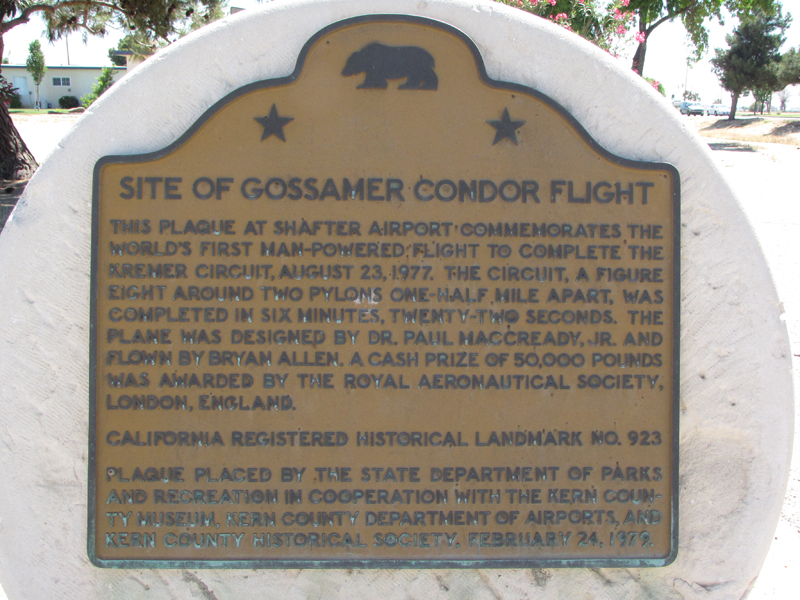 SITE OF GOSSAMER CONDOR FLIGHT
THIS PLAQUE AT SHAFTER AIRPORT COMMEMORATES THE
WORLD'S FIRST MAN-POWERED FLIGHT TO COMPLETE THE
KREMER CIRCUIT, AUGUST 23, 1977. THE CIRCUIT, A FIGURE
EIGHT AROUND TWO PYLONS ONE-HALF MILE APART, WAS
COMPLETED IN SIX MINUTES, TWENTY-TWO SECONDS. THE
PLANE WAS DESIGNED BY DR. PAUL MACCREADY, JR. AND
FLOWN BY BRYAN ALLEN. A CASH PRIZE OF 50,000 POUNDS
WAS AWARDED BY THE ROYAL AERONAUTICAL SOCIETY,
LONDON, ENGLAND.
CALIFORNIA REGISTERED HISTORICAL LANDMARK NO. 923
PLAQUE PLACED BY THE STATE DEPARTMENT OF PARKS
AND RECREATION IN COOPERATION WITH THE KERN COUN-
TY MUSEUM, KERN COUNTY DEPARTMENT OF AIRPORTS, AND
KERN COUNTY HISTORICAL SOCIETY. FEBRUARY 24, 1979.